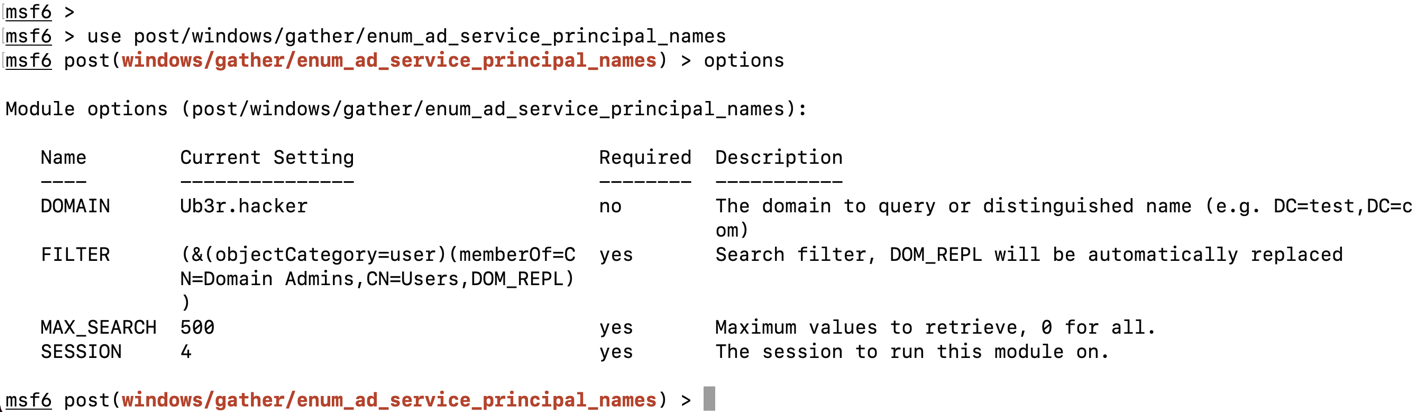 msf6 >
msf6 > use post/windows/gather/enum_ad_service_principal_names
msf6 post(windows/gather/enum_ad_service_principal_names) > options
Module options (post/windows/gather/enum_ad_service_principal_names):
Name Current Setting Required Description
---- --------------- -------- -----------
DOMAIN Ub3r.hacker no The domain to query or distinguished name (e.g. DC=test,DC=c
om)
FILTER (&(objectCategory=user)(memberOf=C yes Search filter, DOM_REPL will be automatically replaced
N=Domain Admins,CN=Users,DOM_REPL)
)
MAX_SEARCH 500 yes Maximum values to retrieve, 0 for all.
SESSION 4 yes The session to run this module on.
msf6 post(windows/gather/enum_ad_service_principal_names) >